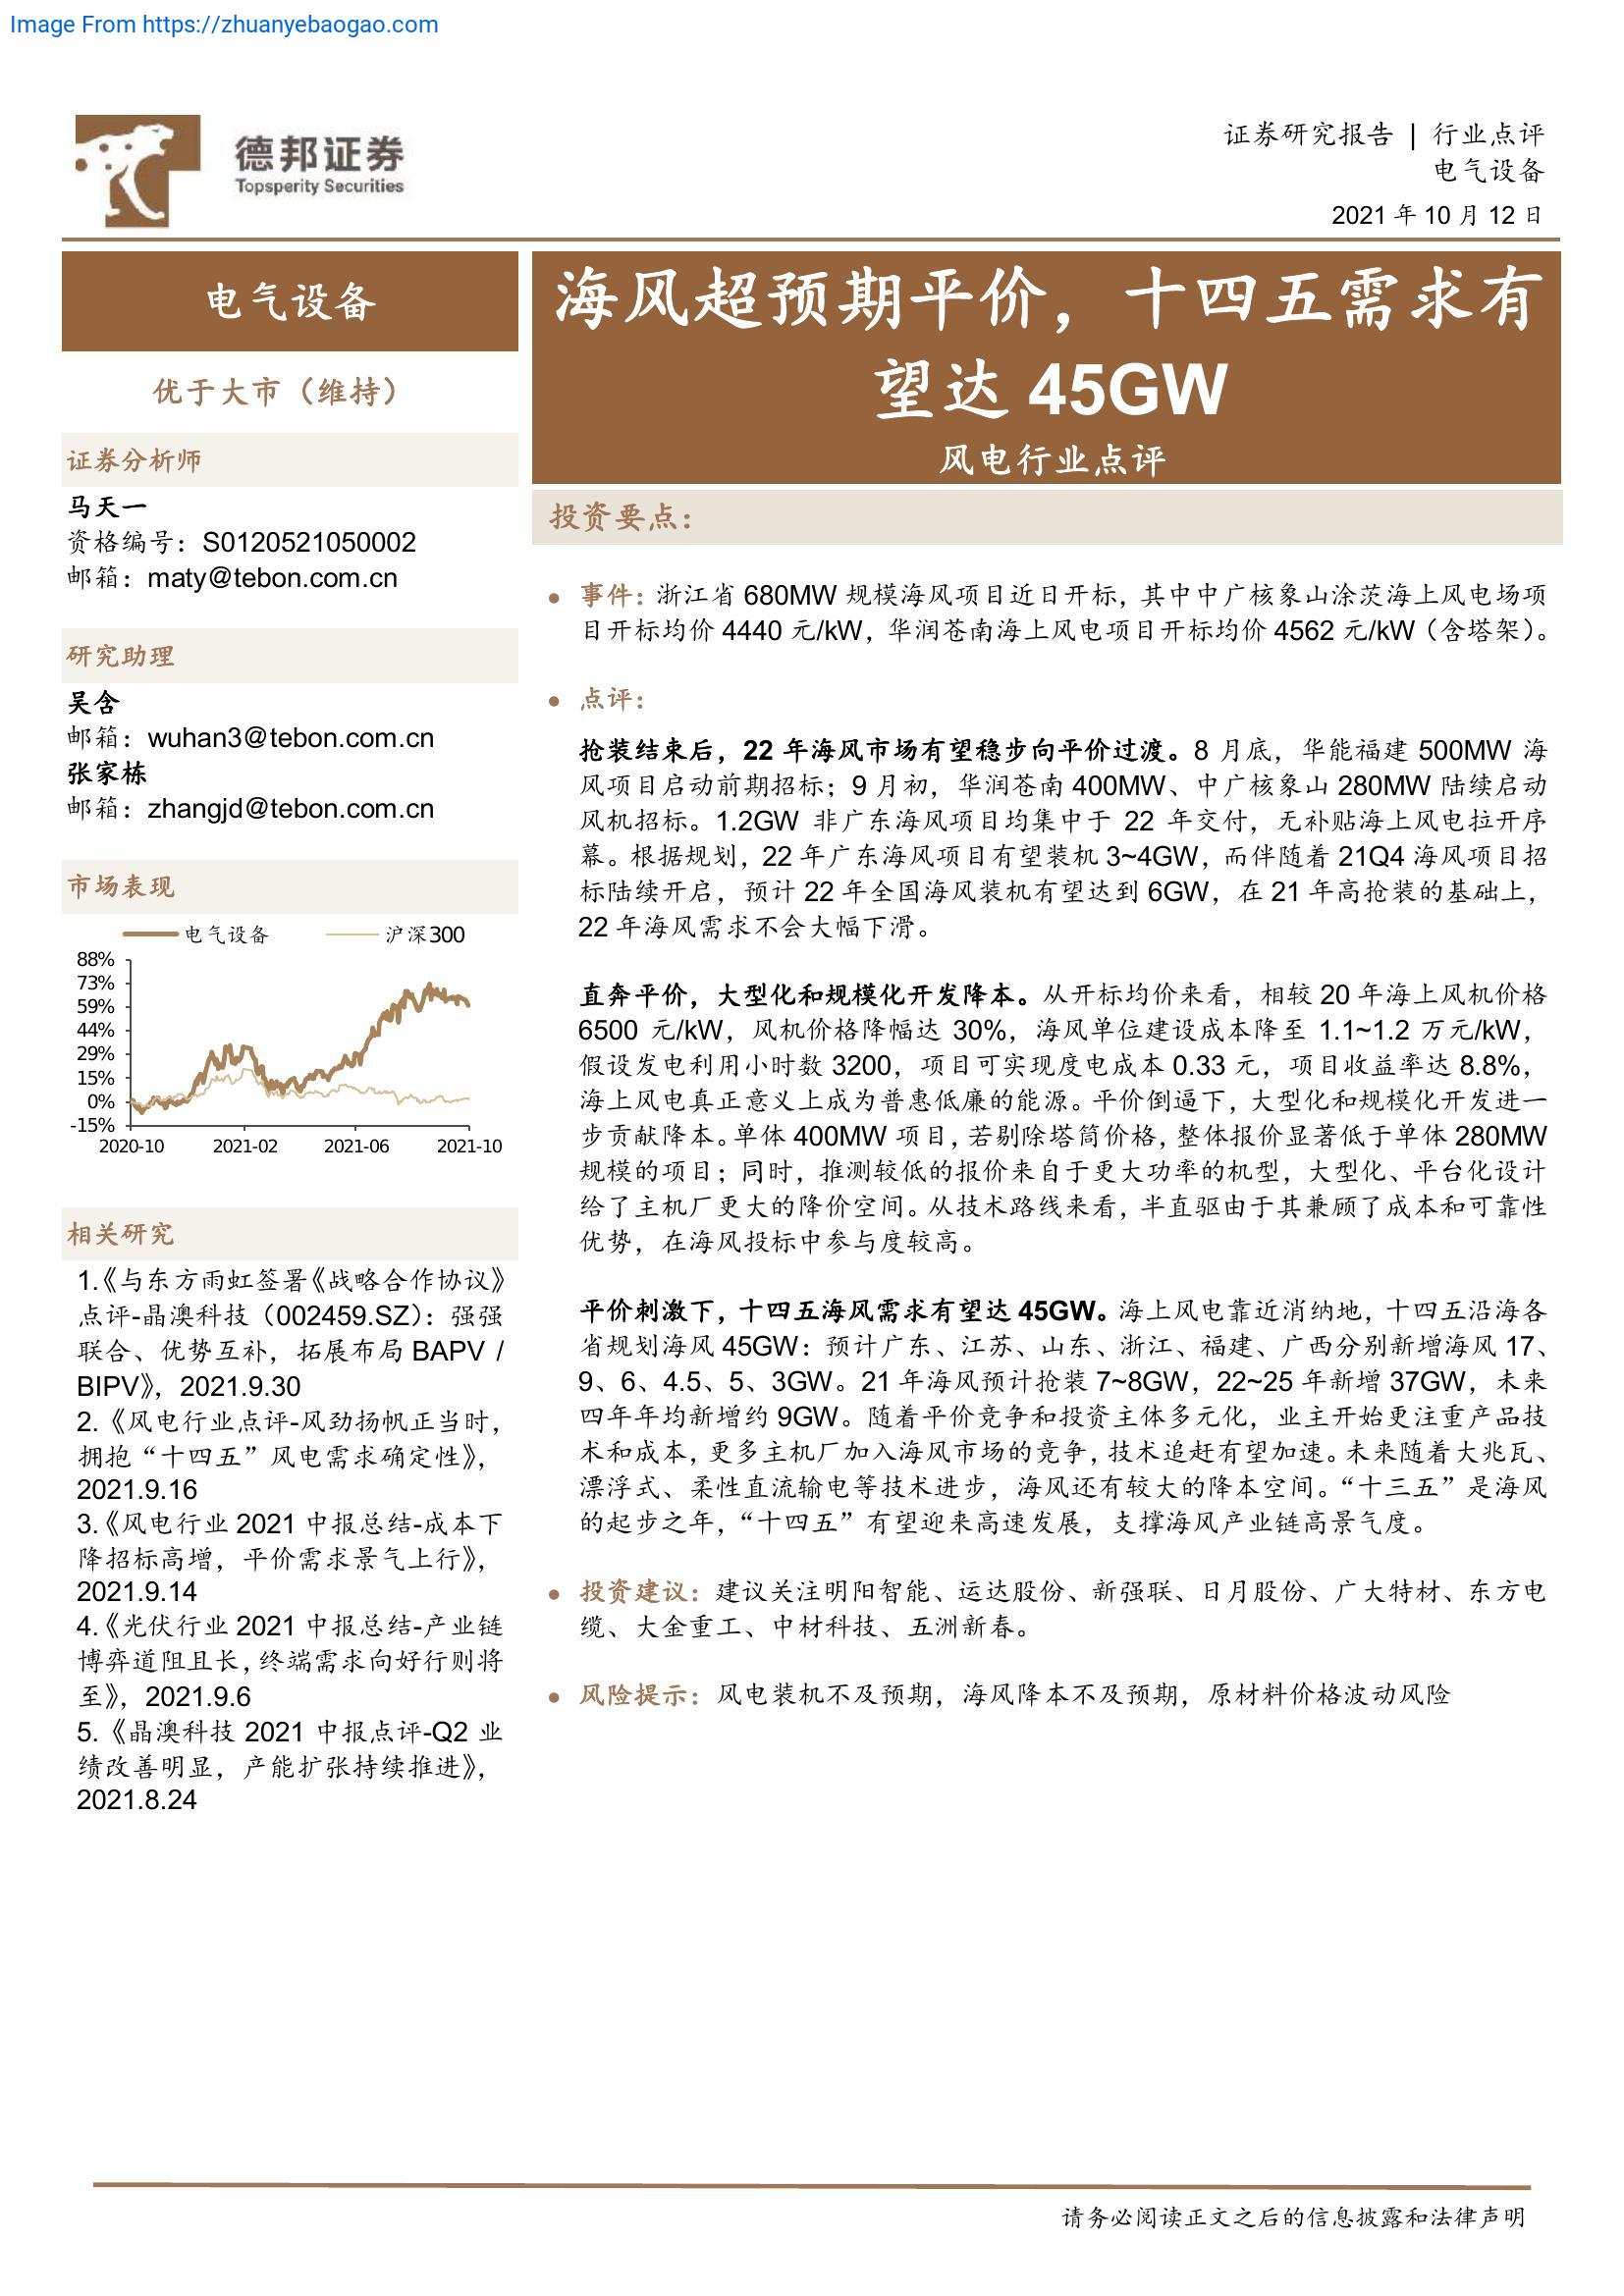 Image From https://zhuanyebaogao.com
德邦证券
Topsperity Securities
证券研究报告 | 行业点评
电气设备
2021 年 10 月 12 日
电气设备
优于大市（维持）
证券分析师
马天一
资格编号：S0120521050002
邮箱：maty@tebon.com.cn
研究助理
吴含
邮箱：wuhan3@tebon.com.cn
张家栋
邮箱：zhangjd@tebon.com.cn
市场表现
电气设备 沪深300
88%
73%
59%
44%
29%
15%
0%
-15%
2020-10 2021-02 2021-06 2021-10
相关研究
1.《与东方雨虹签署《战略合作协议》
点评-晶澳科技（002459.SZ）：强强
联合、优势互补，拓展布局 BAPV /
BIPV》，2021.9.30
2.《风电行业点评-风劲扬帆正当时，
拥抱“十四五”风电需求确定性》，
2021.9.16
3.《风电行业 2021 中报总结-成本下
降招标高增，平价需求景气上行》，
2021.9.14
4.《光伏行业 2021 中报总结-产业链
博弈道阻且长，终端需求向好行则将
至》，2021.9.6
5.《晶澳科技 2021 中报点评-Q2 业
绩改善明显，产能扩张持续推进》，
2021.8.24
海风超预期平价，十四五需求有
望达 45GW
风电行业点评
投资要点：
● 事件：浙江省 680MW 规模海风项目近日开标，其中中广核象山涂茨海上风电场项
目开标均价 4440 元/kW，华润苍南海上风电项目开标均价 4562 元/kW（含塔架）。
● 点评：
抢装结束后，22 年海风市场有望稳步向平价过渡。8 月底，华能福建 500MW 海
风项目启动前期招标；9 月初，华润苍南 400MW、中广核象山 280MW 陆续启动
风机招标。1.2GW 非广东海风项目均集中于 22 年交付，无补贴海上风电拉开序
幕。根据规划，22 年广东海风项目有望装机 3~4GW，而伴随着 21Q4 海风项目招
标陆续开启，预计 22 年全国海风装机有望达到 6GW，在 21 年高抢装的基础上，
22 年海风需求不会大幅下滑。
直奔平价，大型化和规模化开发降本。从开标均价来看，相较 20 年海上风机价格
6500 元/kW，风机价格降幅达 30%，海风单位建设成本降至 1.1~1.2 万元/kW，
假设发电利用小时数 3200，项目可实现度电成本 0.33 元，项目收益率达 8.8%，
海上风电真正意义上成为普惠低廉的能源。平价倒逼下，大型化和规模化开发进一
步贡献降本。单体 400MW 项目，若剔除塔筒价格，整体报价显著低于单体 280MW
规模的项目；同时，推测较低的报价来自于更大功率的机型，大型化、平台化设计
给了主机厂更大的降价空间。从技术路线来看，半直驱由于其兼顾了成本和可靠性
优势，在海风投标中参与度较高。
平价刺激下，十四五海风需求有望达 45GW。海上风电靠近消纳地，十四五沿海各
省规划海风 45GW：预计广东、江苏、山东、浙江、福建、广西分别新增海风 17、
9、6、4.5、5、3GW。21 年海风预计抢装 7~8GW，22~25 年新增 37GW，未来
四年年均新增约 9GW。随着平价竞争和投资主体多元化，业主开始更注重产品技
术和成本，更多主机厂加入海风市场的竞争，技术追赶有望加速。未来随着大兆瓦、
漂浮式、柔性直流输电等技术进步，海风还有较大的降本空间。“十三五”是海风
的起步之年，“十四五”有望迎来高速发展，支撑海风产业链高景气度。
● 投资建议：建议关注明阳智能、运达股份、新强联、日月股份、广大特材、东方电
缆、大金重工、中材科技、五洲新春。
● 风险提示：风电装机不及预期，海风降本不及预期，原材料价格波动风险
请务必阅读正文之后的信息披露和法律声明